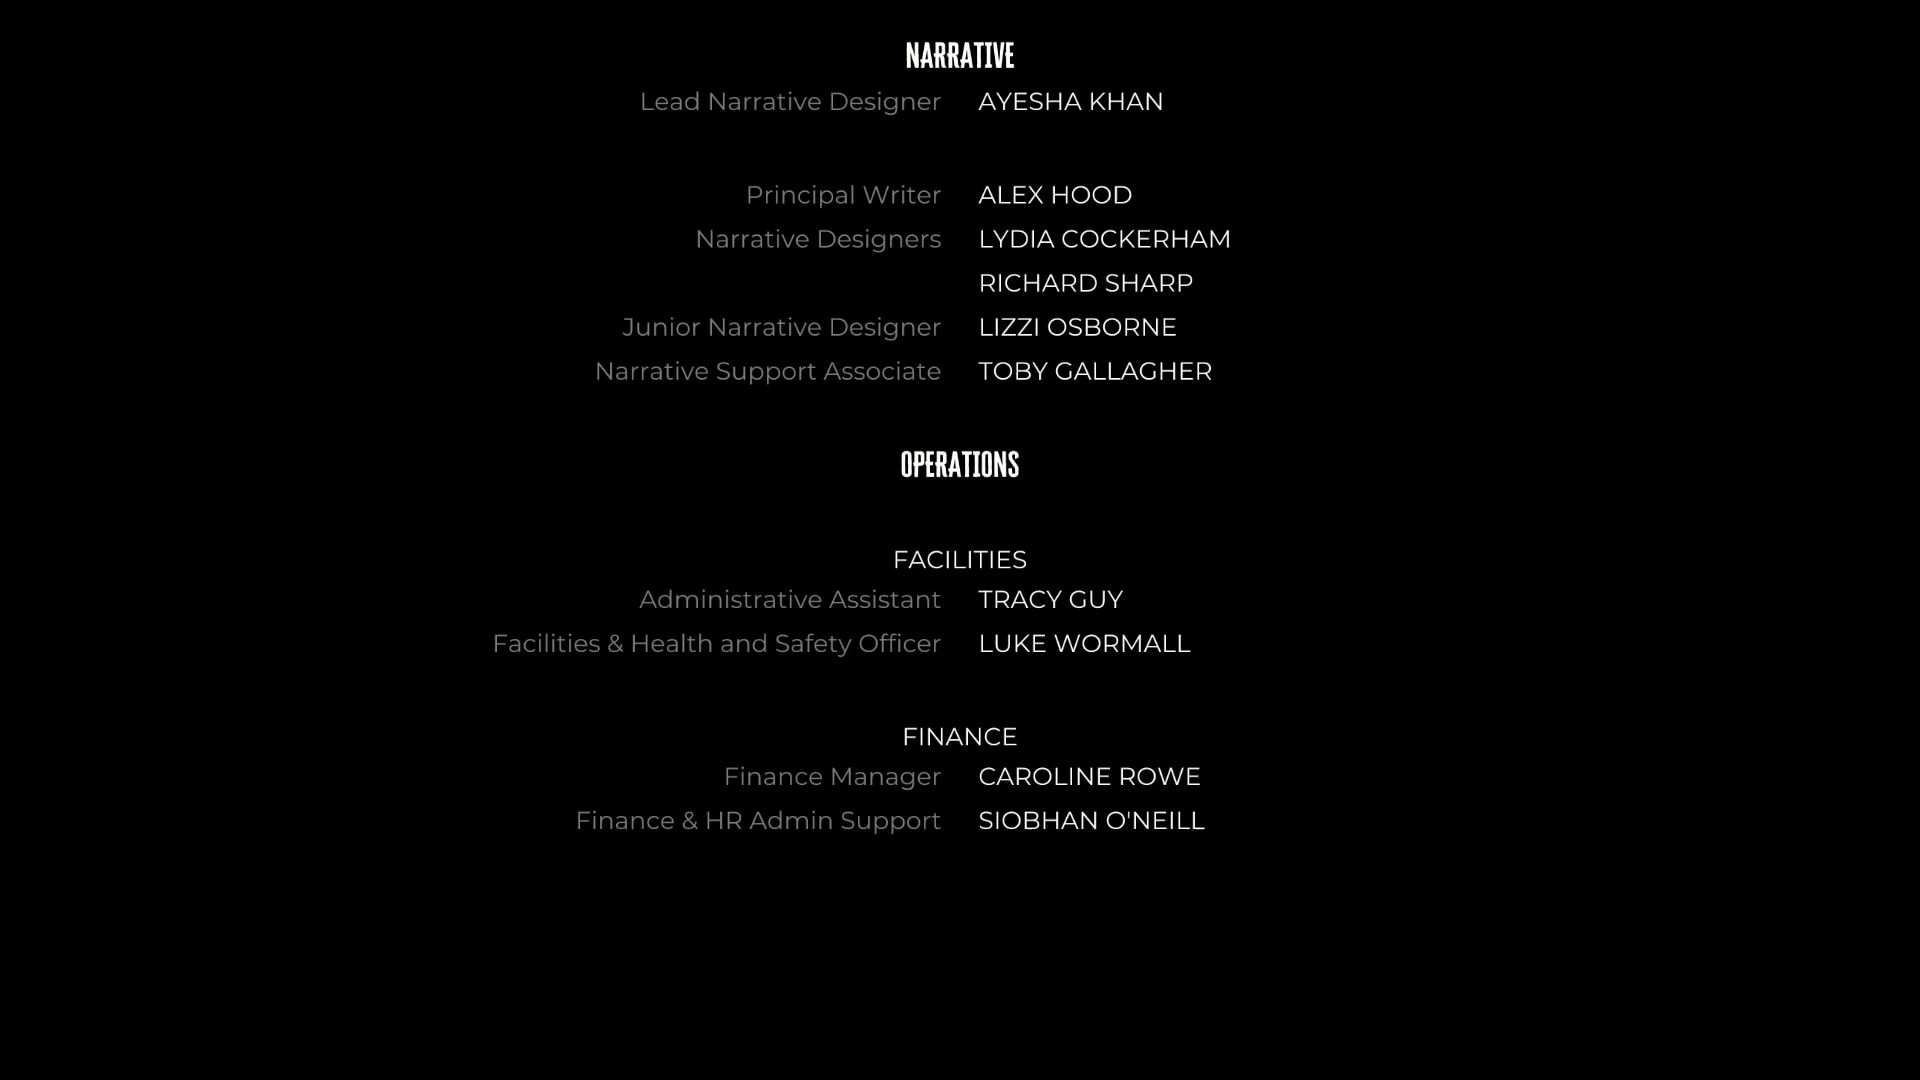 NARRATIVE
Lead Narrative Designer AYESHA KHAN
Principal Writer ALEX HOOD
Narrative Designers LYDIA COCKERHAM
RICHARD SHARP
Junior Narrative Designer LIZZI OSBORNE
Narrative Support Associate TOBY GALLAGHER
OPERATIONS
FACILITIES
Administrative Assistant TRACY GUY
Facilities & Health and Safety Officer LUKE WORMALL
FINANCE
Finance Manager CAROLINE ROWE
Finance & HR Admin Support SIOBHAN O'NEILL